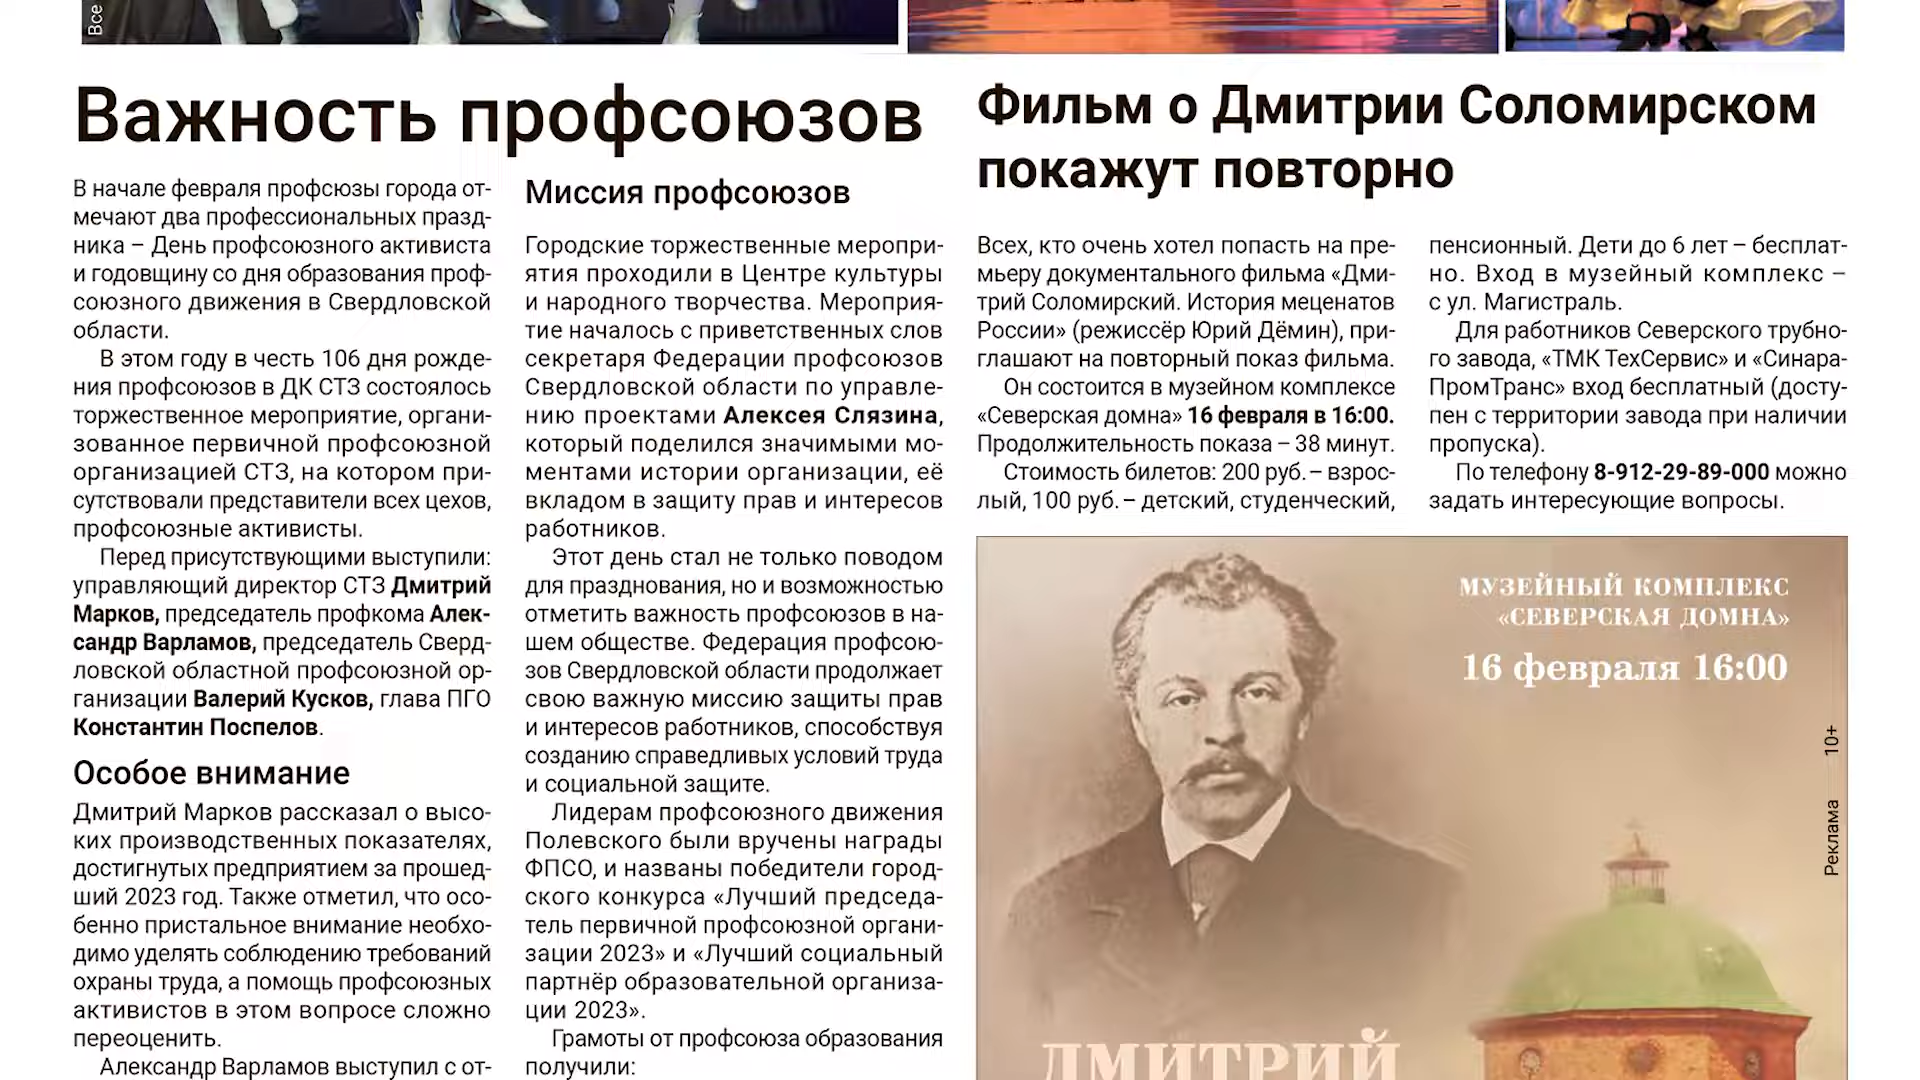 Все
Важность профсоюзов
В начале февраля профсюзы города от-
мечают два профессиональных празд-
ника – День профсоюзного активиста
и годовщину со дня образования проф-
союзного движения в Свердловской
области.
В этом году в честь 106 дня рожде-
ния профсоюзов в ДК СТЗ состоялось
торжественное мероприятие, органи-
зованное первичной профсоюзной
организацией СТЗ, на котором при-
сутствовали представители всех цехов,
профсоюзные активисты.
Перед присутствующими выступили:
управляющий директор СТЗ Дмитрий
Марков, председатель профкома Алек-
сандр Варламов, председатель Сверд-
ловской областной профсоюзной ор-
ганизации Валерий Кусков, глава ПГО
Константин Поспелов.
Особое внимание
Дмитрий Марков рассказал о высо-
ких производственных показателях,
достигнутых предприятием за прошед-
ший 2023 год. Также отметил, что осо-
бенно пристальное внимание необхо-
димо уделять соблюдению требований
охраны труда, а помощь профсоюзных
активистов в этом вопросе сложно
переоценить.
Александр Варламов выступил с от-
Миссия профсоюзов
Городские торжественные меропри-
ятия проходили в Центре культуры
и народного творчества. Мероприя-
тие началось с приветственных слов
секретаря Федерации профсоюзов
Свердловской области по управле-
нию проектами Алексея Слязина,
который поделился значимыми мо-
ментами истории организации, её
вкладом в защиту прав и интересов
работников.
Этот день стал не только поводом
для празднования, но и возможностью
отметить важность профсоюзов в на-
шем обществе. Федерация профсою-
зов Свердловской области продолжает
свою важную миссию защиты прав
и интересов работников, способствуя
созданию справедливых условий труда
и социальной защите.
Лидерам профсоюзного движения
Полевского были вручены награды
ФПСО, и названы победители город-
ского конкурса «Лучший председа-
тель первичной профсоюзной органи-
зации 2023» и «Лучший социальный
партнёр образовательной организа-
ции 2023».
Грамоты от профсоюза образования
получили:
Фильм о Дмитрии Соломирском
покажут повторно
Всех, кто очень хотел попасть на пре-
мьеру документального фильма «Дми-
трий Соломирский. История меценатов
России» (режиссёр Юрий Дёмин), при-
глашают на повторный показ фильма.
Он состоится в музейном комплексе
«Северская домна» 16 февраля в 16:00.
Продолжительность показа – 38 минут.
Стоимость билетов: 200 руб. – взрос-
лый, 100 руб. – детский, студенческий,
пенсионный. Дети до 6 лет – бесплат-
но. Вход в музейный комплекс –
с ул. Магистраль.
Для работников Северского трубно-
го завода, «ТМК ТехСервис» и «Синара-
ПромТранс» вход бесплатный (досту-
пен с территории завода при наличии
пропуска).
По телефону 8-912-29-89-000 можно
задать интересующие вопросы.
МУЗЕЙНЫЙ КОМПЛЕКС
«СЕВЕРСКАЯ ДОМНА»
16 февраля 16:00
Реклама 10+
ДМИТРИЙ